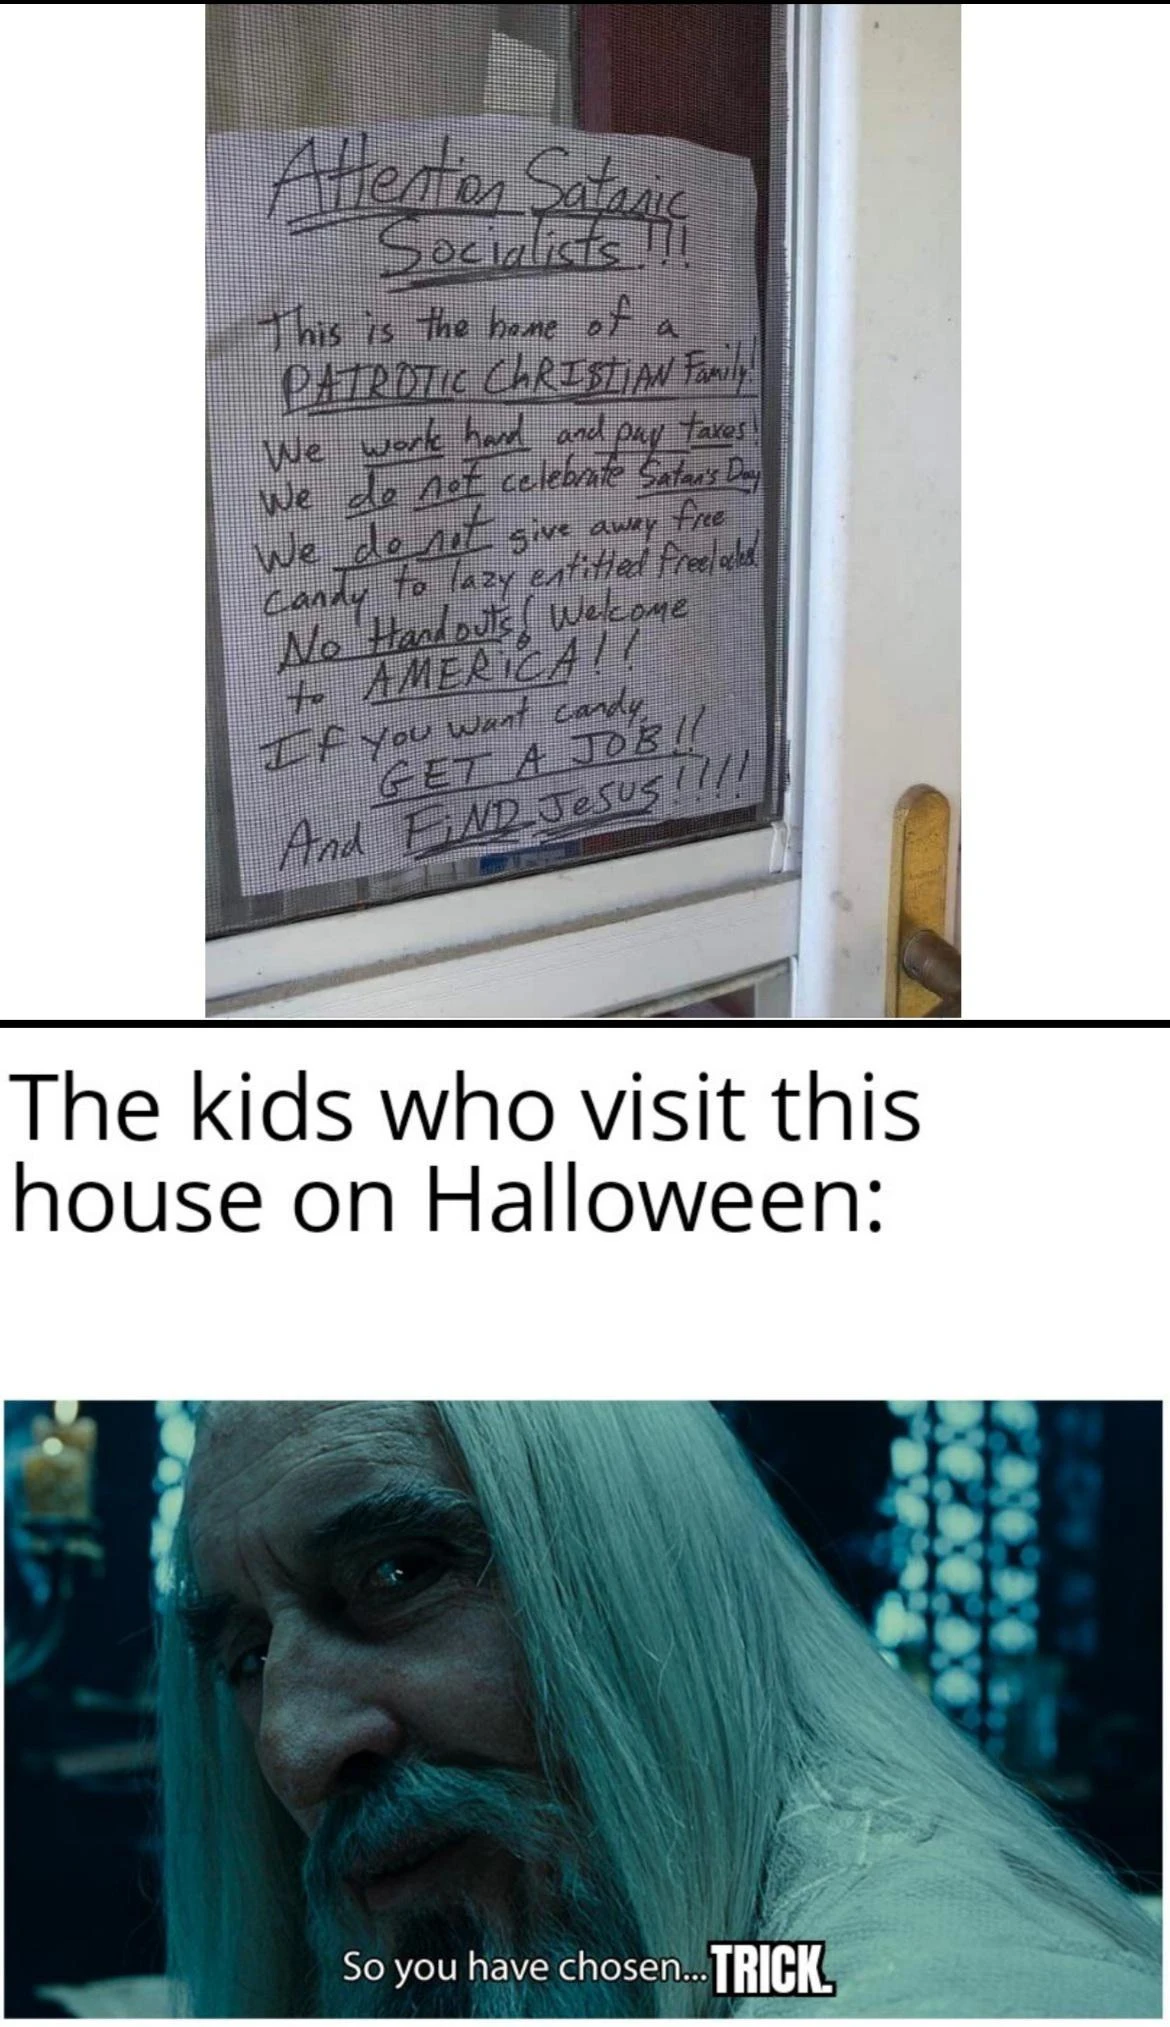 Attention Satanic
Socialists!!!
This is the home of a
PATROTIC ChRISTIAN Family!
We work hard and pay taxes!
We do not celebrate Satan's Day
We do not give away free
candy to lazy entitled
No Handouts! Welcome
to AMERiCA!!
If you want candy,
GET A JOB!!
And FiND JeSUS!!!!
The kids who visit this
house on Halloween:
So you have chosen... TRICK.